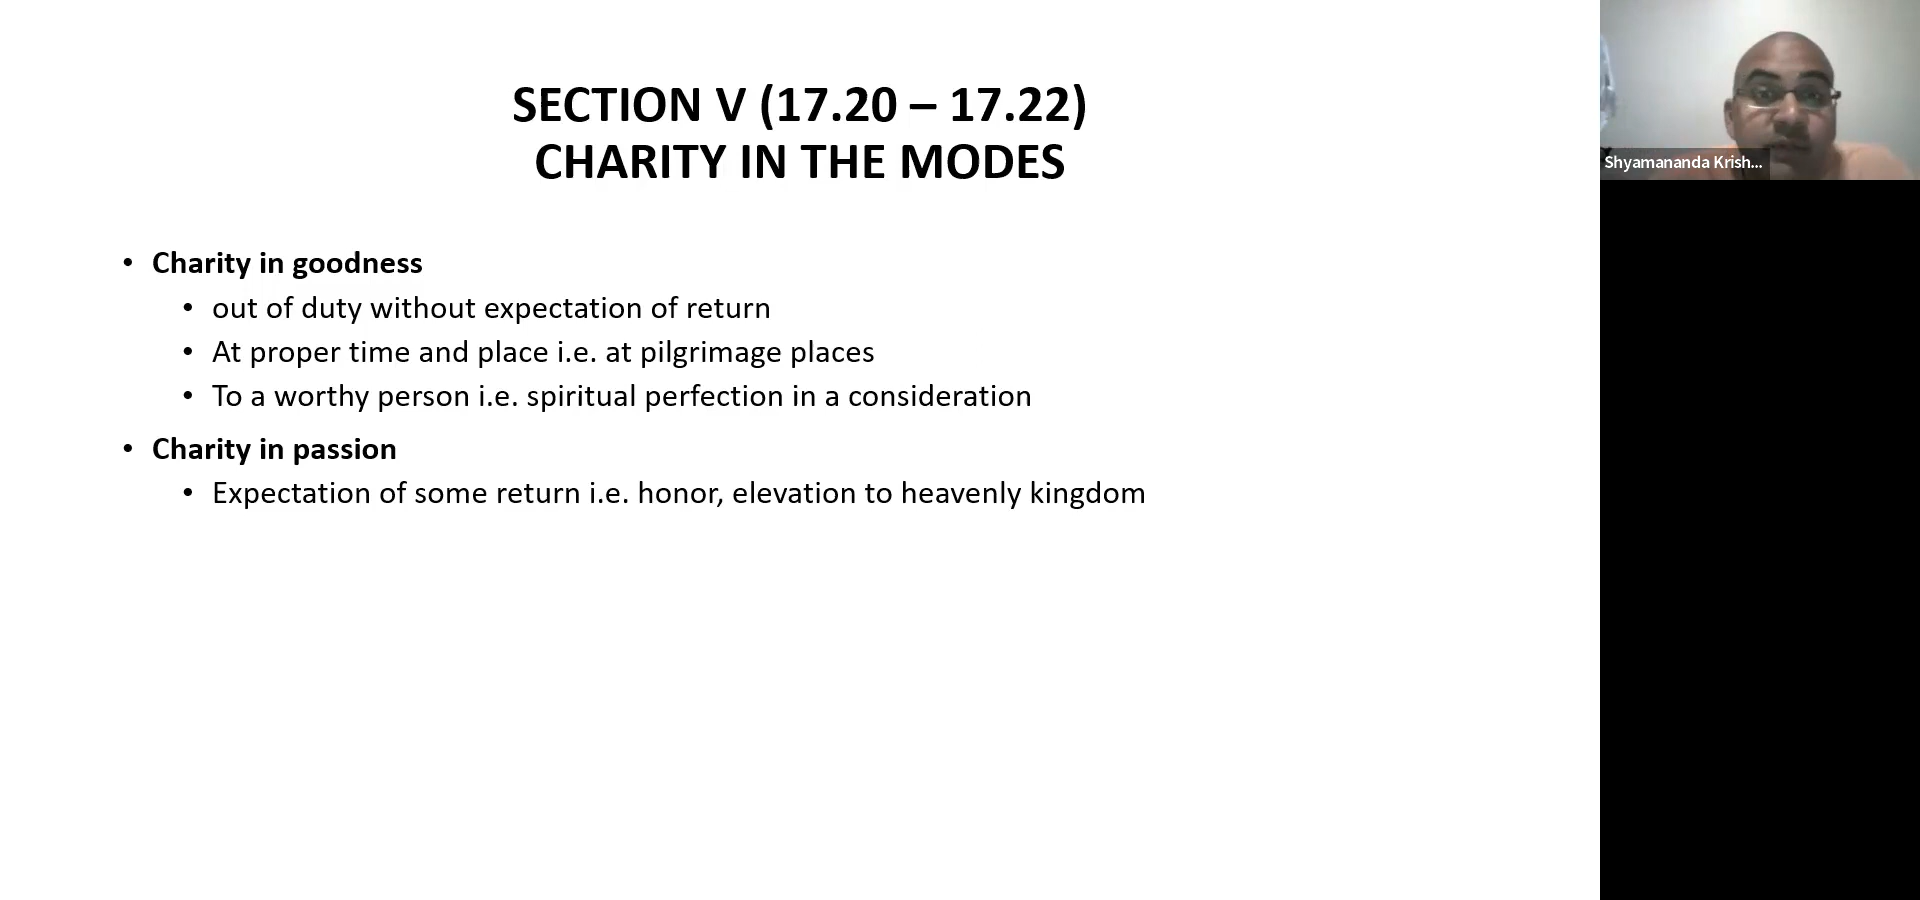 SECTION V (17.20 – 17.22)
CHARITY IN THE MODES
• Charity in goodness
• out of duty without expectation of return
• At proper time and place i.e. at pilgrimage places
• To a worthy person i.e. spiritual perfection in a consideration
• Charity in passion
• Expectation of some return i.e. honor, elevation to heavenly kingdom
Shyamananda Krish...